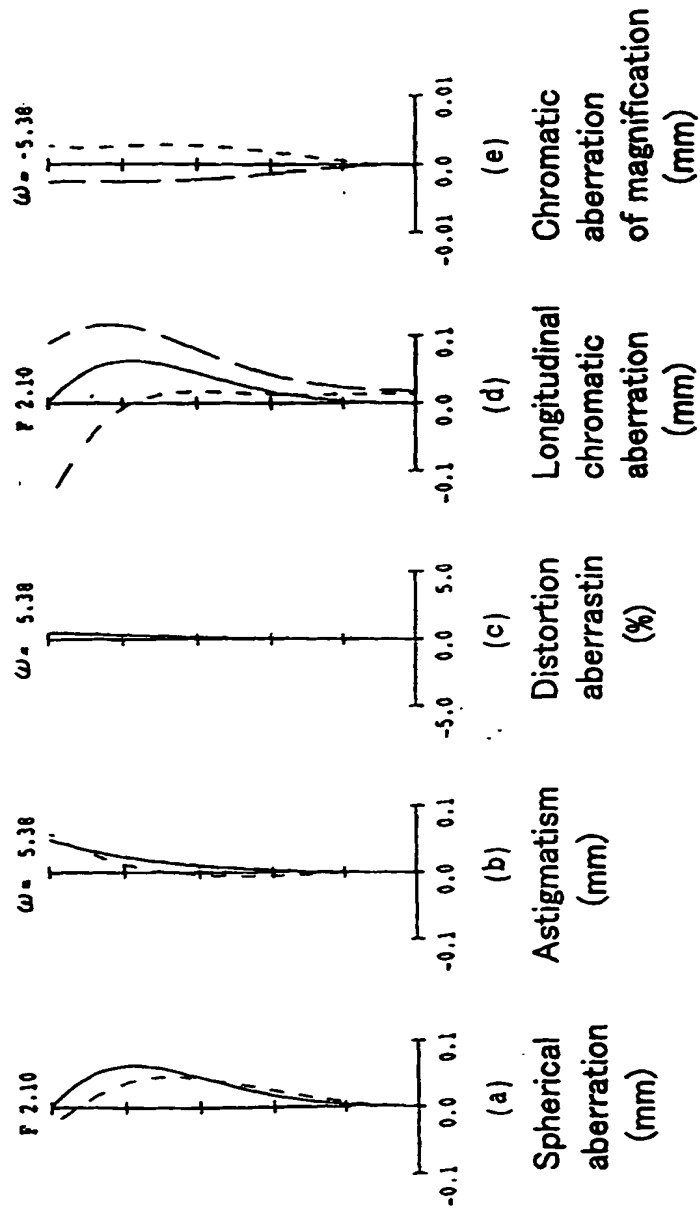 F 2.10
-0.1 0.0 0.1
(a)
Spherical
aberration
(mm)
ω= 5.38
-0.1 0.0 0.1
(b)
Astigmatism
(mm)
ω= 5.38
-5.0 0.0 5.0
(c)
Distortion
aberrastin
(%)
F 2.10
-0.1 0.0 0.1
(d)
Longitudinal
chromatic
aberration
(mm)
ω= -5.38
-0.01 0.0 0.01
(e)
Chromatic
aberration
of magnification
(mm)